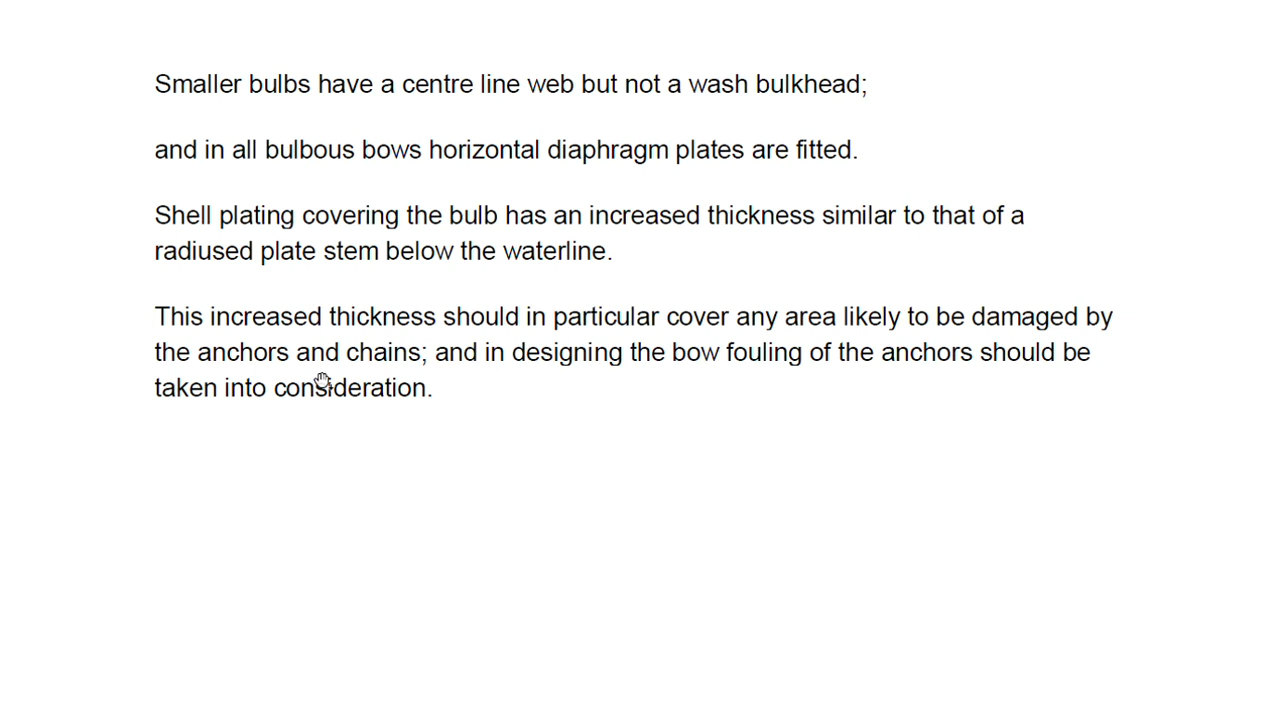 Smaller bulbs have a centre line web but not a wash bulkhead;
and in all bulbous bows horizontal diaphragm plates are fitted.
Shell plating covering the bulb has an increased thickness similar to that of a
radiused plate stem below the waterline.
This increased thickness should in particular cover any area likely to be damaged by
the anchors and chains; and in designing the bow fouling of the anchors should be
taken into consideration.